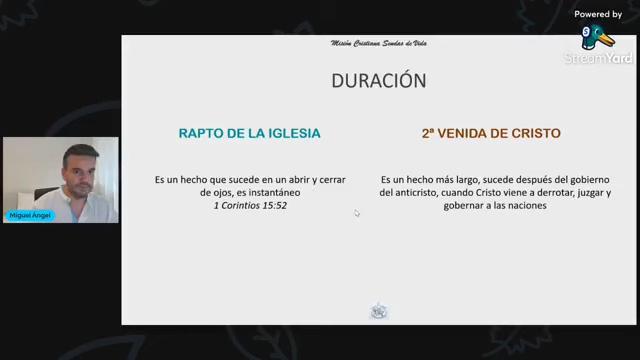 Powered by
StreamYard
Misión Cristiana Sendas de Vida
DURACIÓN
RAPTO DE LA IGLESIA
2ª VENIDA DE CRISTO
Es un hecho que sucede en un abrir y cerrar
de ojos, es instantáneo
1 Corintios 15:52
Es un hecho más largo, sucede después del gobierno
del anticristo, cuando Cristo viene a derrotar, juzgar y
gobernar a las naciones
Miguel Ángel